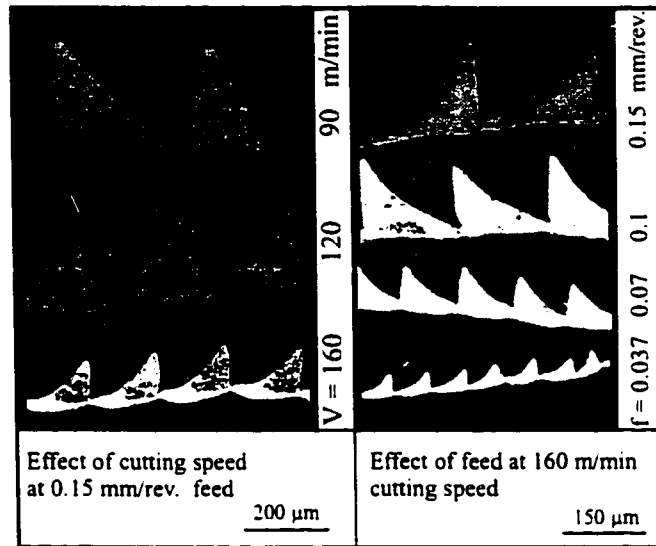 V = 160 120 90 m/min
f = 0.037 0.07 0.1 0.15 mm/rev.
Effect of cutting speed
at 0.15 mm/rev. feed
200 µm
Effect of feed at 160 m/min
cutting speed
150 µm